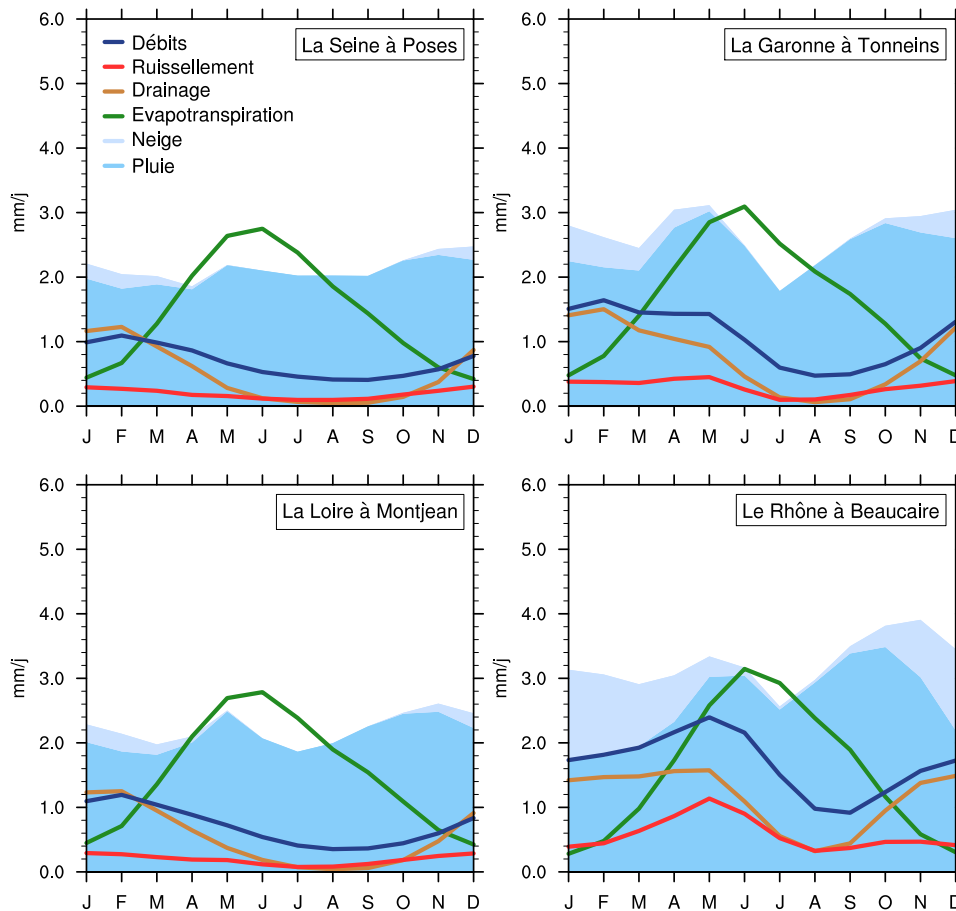 La Seine à Poses
Débits
Ruissellement
Drainage
Evapotranspiration
Neige
Pluie
mm/j
6.0
5.0
4.0
3.0
2.0
1.0
0.0
J F M A M J J A S O N D
La Garonne à Tonneins
mm/j
6.0
5.0
4.0
3.0
2.0
1.0
0.0
J F M A M J J A S O N D
La Loire à Montjean
mm/j
6.0
5.0
4.0
3.0
2.0
1.0
0.0
J F M A M J J A S O N D
Le Rhône à Beaucaire
mm/j
6.0
5.0
4.0
3.0
2.0
1.0
0.0
J F M A M J J A S O N D